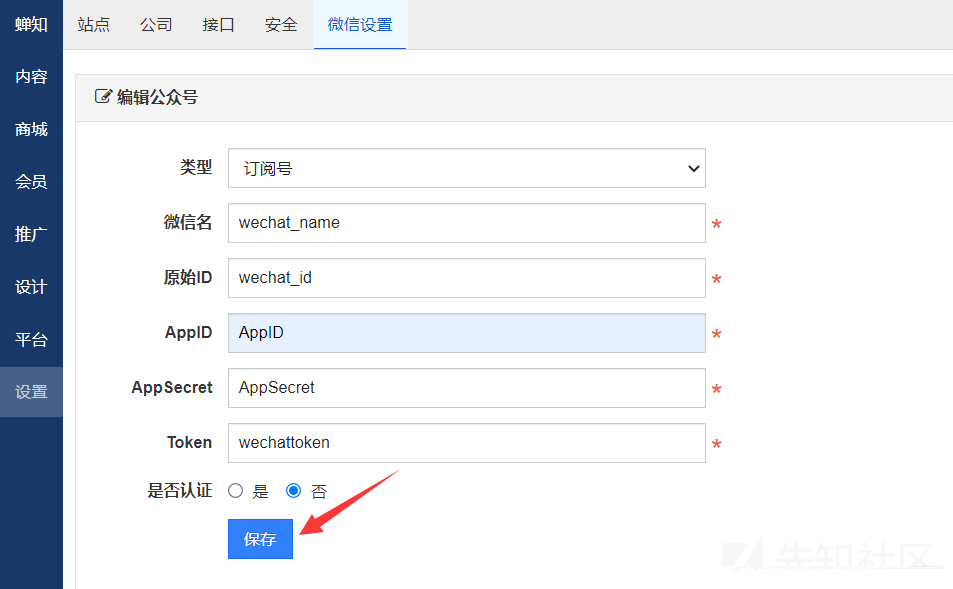 蝉知 站点 公司 接口 安全 微信设置
内容
商城
会员
推广
设计
平台
设置
编辑公众号
类型 订阅号
微信名 wechat_name *
原始ID wechat_id *
AppID AppID *
AppSecret AppSecret *
Token wechattoken *
是否认证 是 否
保存
先知社区